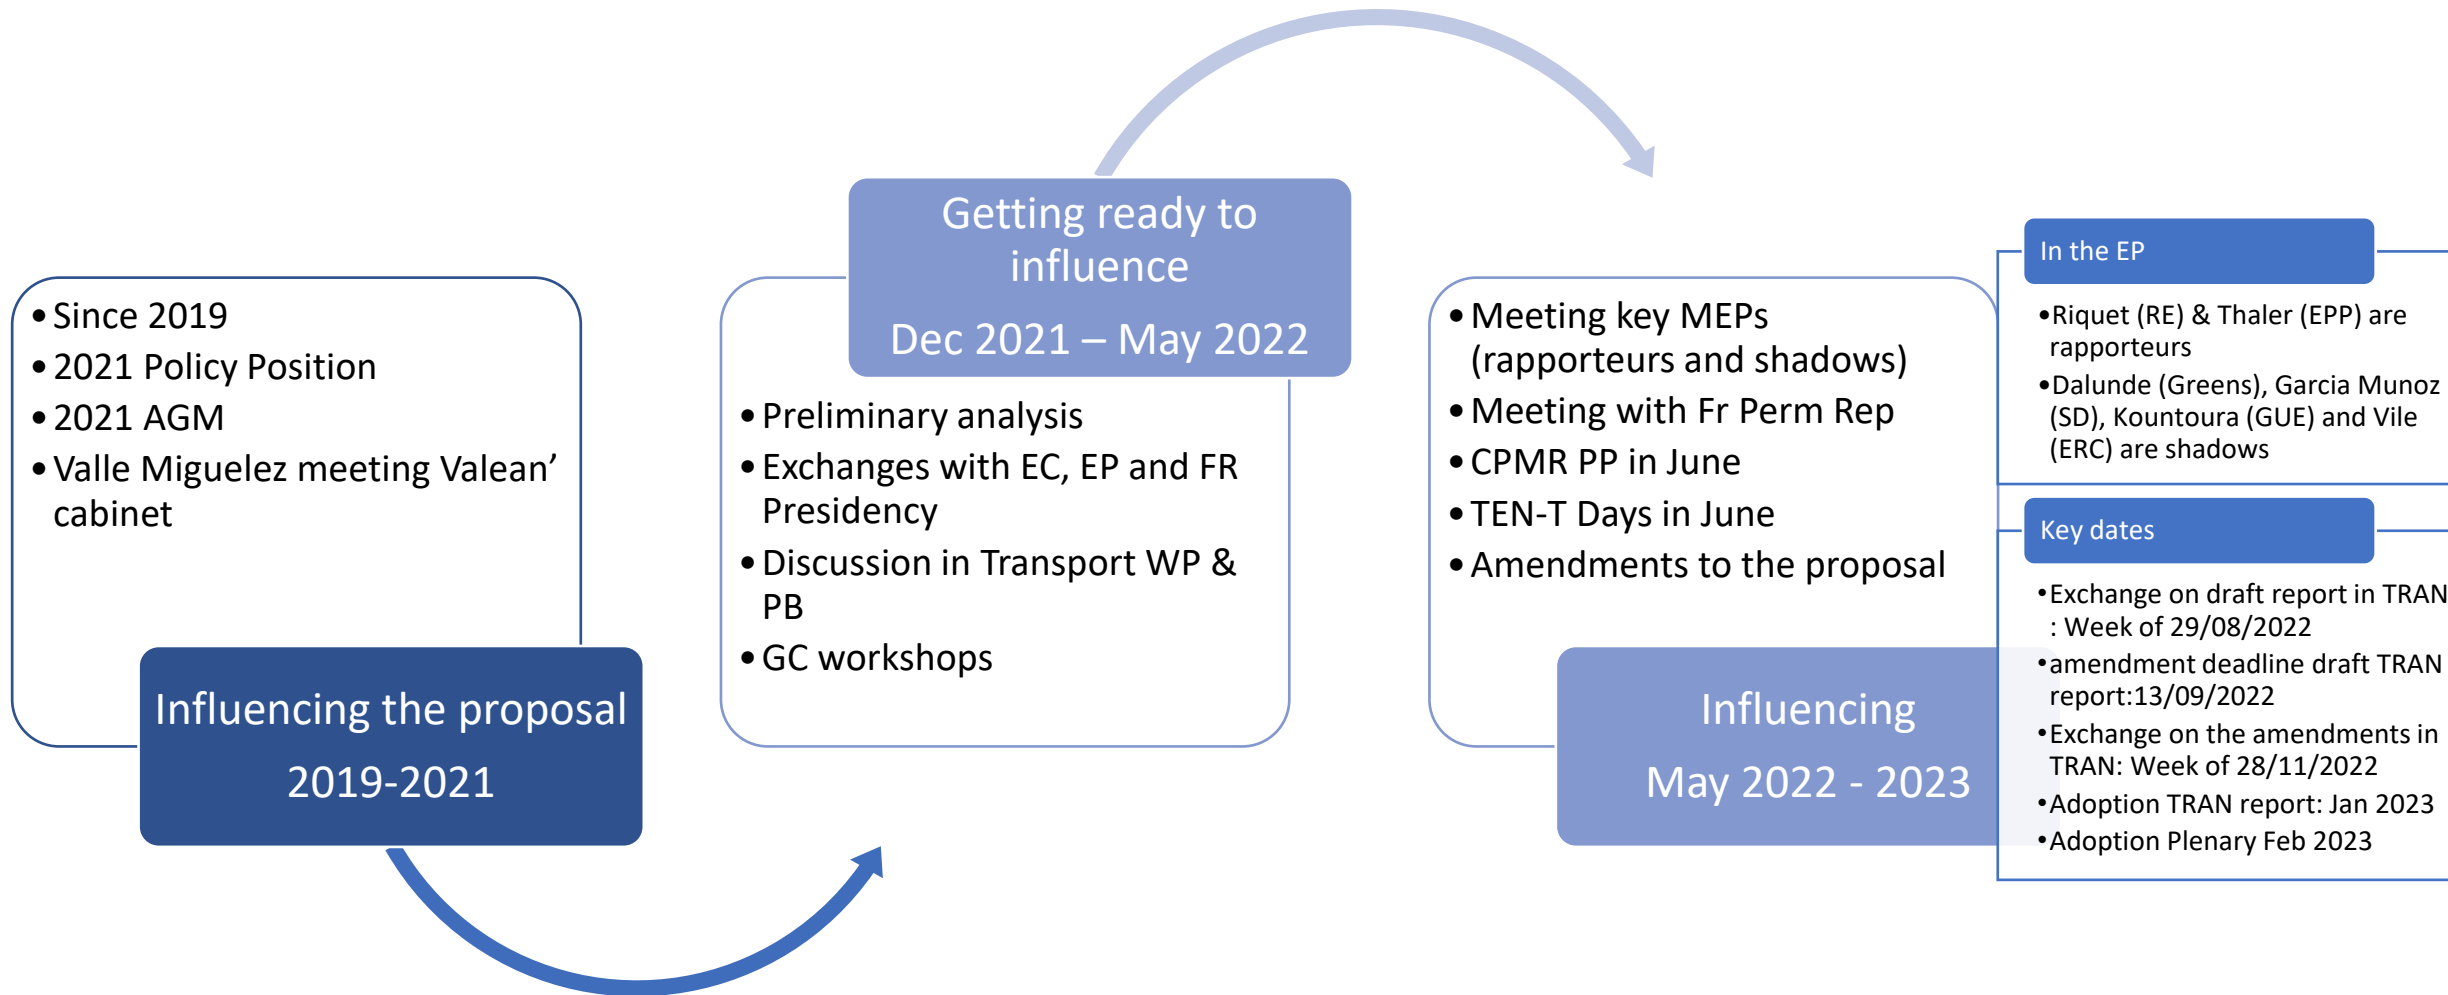 • Since 2019
• 2021 Policy Position
• 2021 AGM
• Valle Miguelez meeting Valean’
cabinet
Influencing the proposal
2019-2021
Getting ready to
influence
Dec 2021 – May 2022
• Preliminary analysis
• Exchanges with EC, EP and FR
Presidency
• Discussion in Transport WP &
PB
• GC workshops
• Meeting key MEPs
(rapporteurs and shadows)
• Meeting with Fr Perm Rep
• CPMR PP in June
• TEN-T Days in June
• Amendments to the proposal
Influencing
May 2022 - 2023
In the EP
•Riquet (RE) & Thaler (EPP) are
rapporteurs
•Dalunde (Greens), Garcia Munoz
(SD), Kountoura (GUE) and Vile
(ERC) are shadows
Key dates
•Exchange on draft report in TRAN
: Week of 29/08/2022
•amendment deadline draft TRAN
report:13/09/2022
•Exchange on the amendments in
TRAN: Week of 28/11/2022
•Adoption TRAN report: Jan 2023
•Adoption Plenary Feb 2023